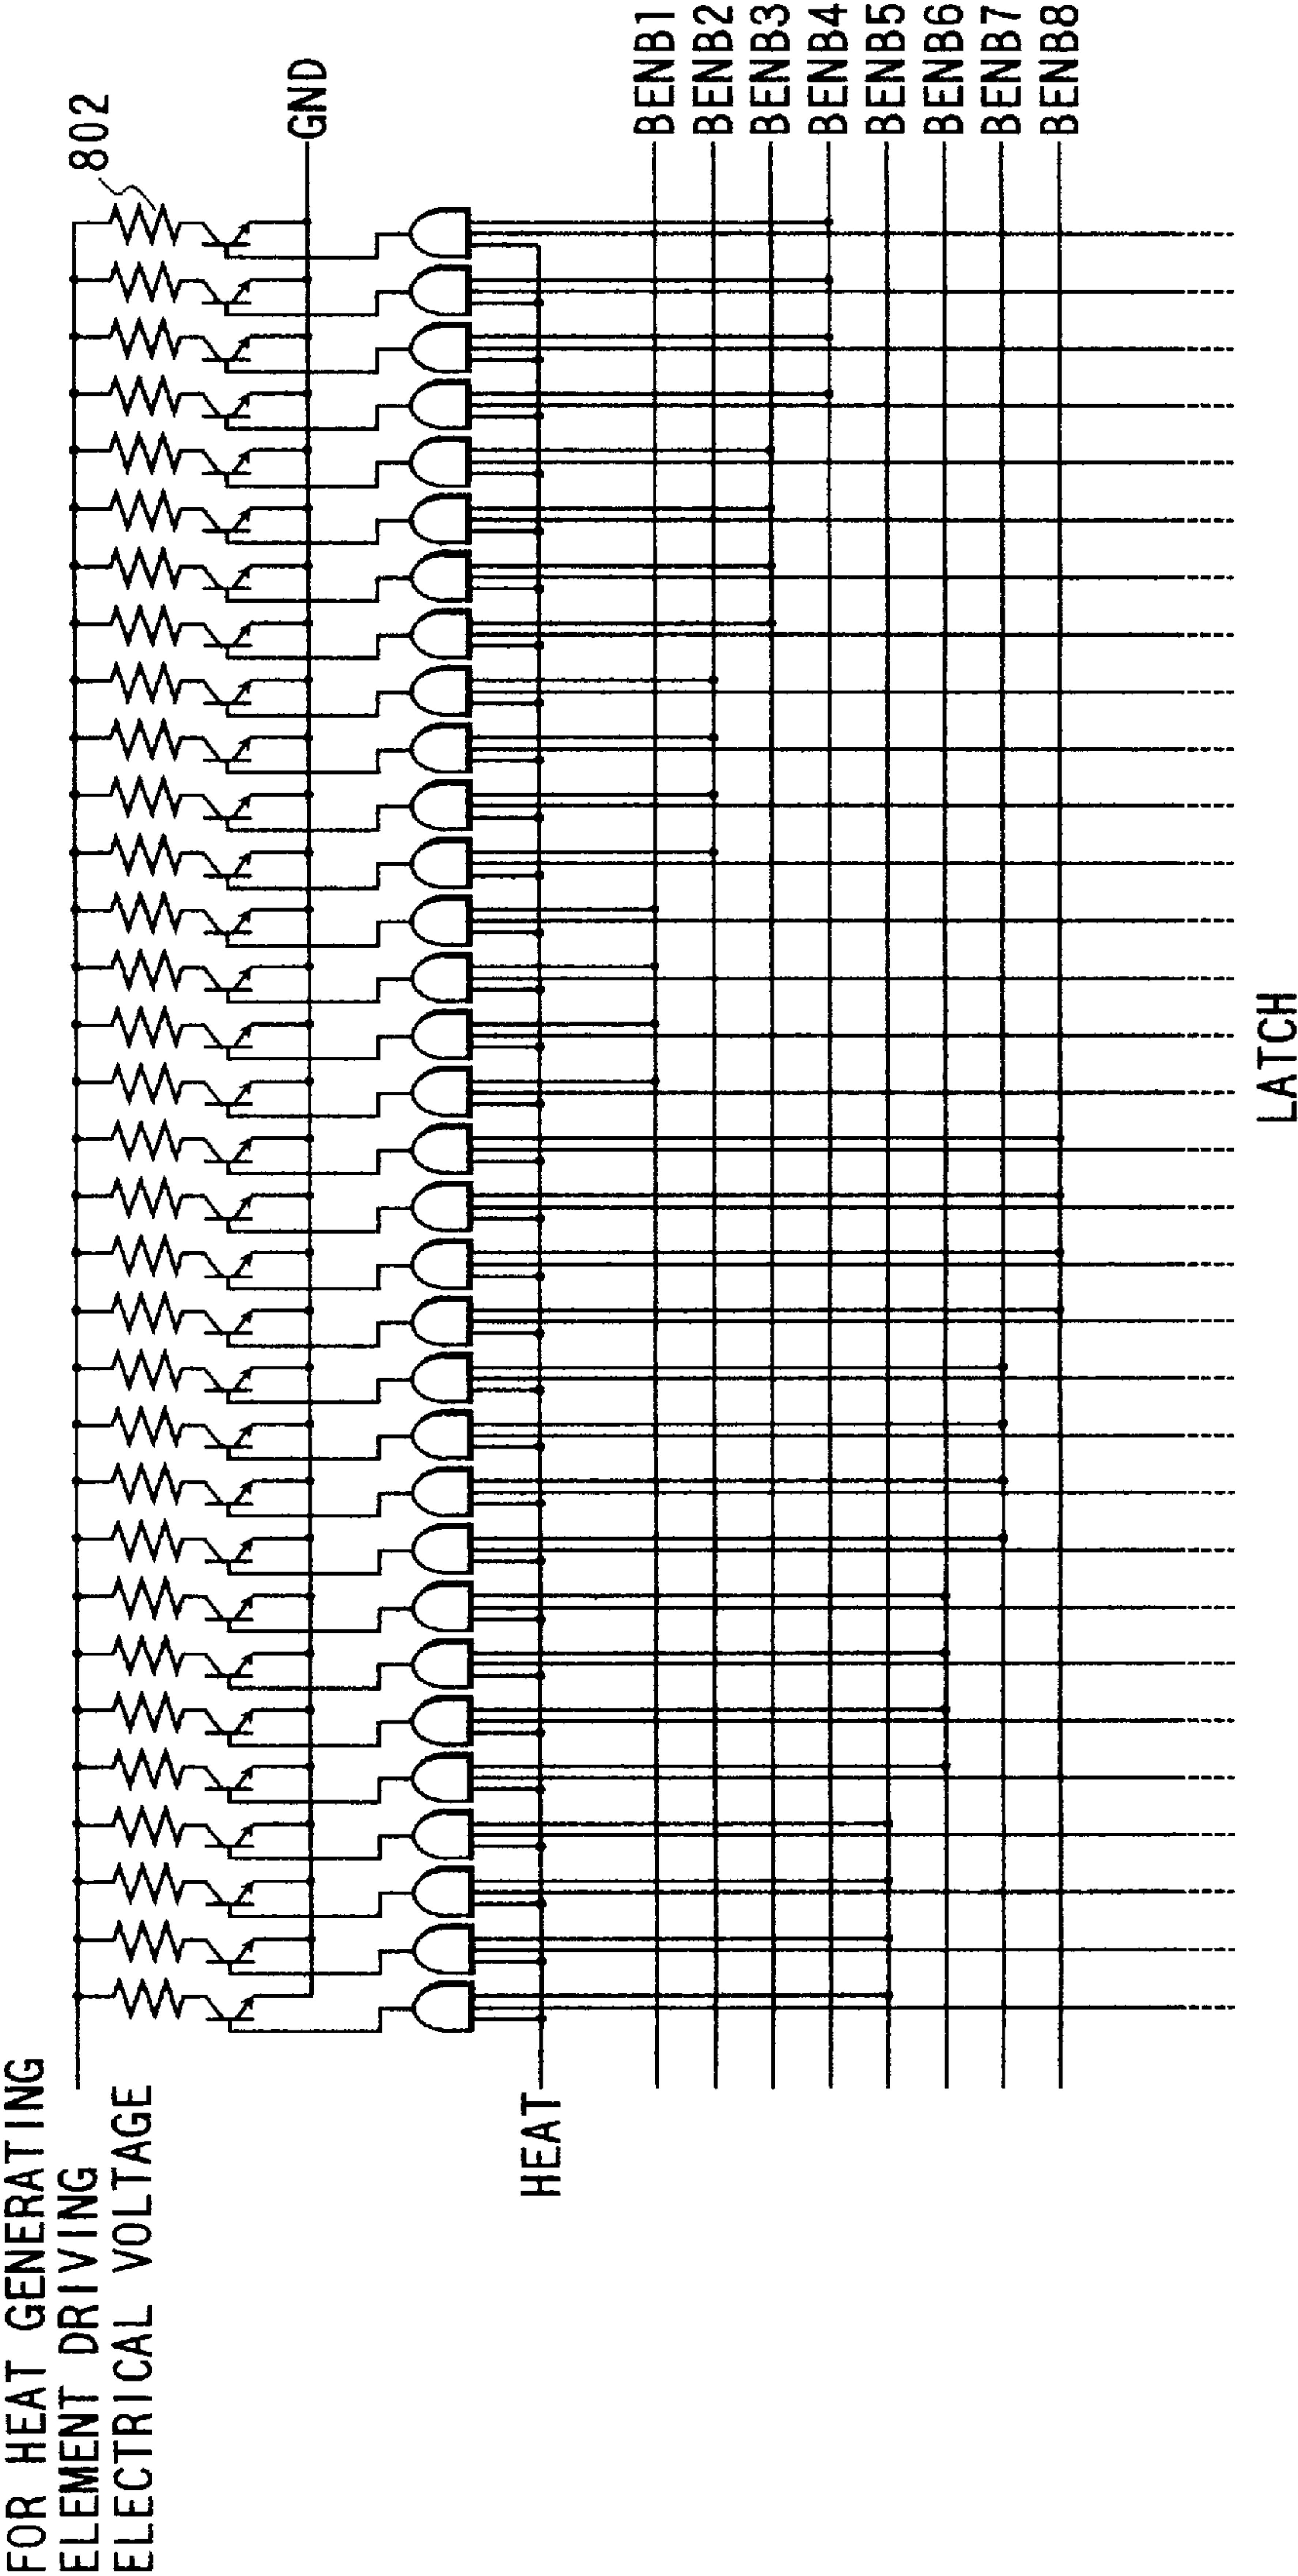 FOR HEAT GENERATING
ELEMENT DRIVING
ELECTRICAL VOLTAGE
802
GND
HEAT
BENB1
BENB2
BENB3
BENB4
BENB5
BENB6
BENB7
BENB8
LATCH